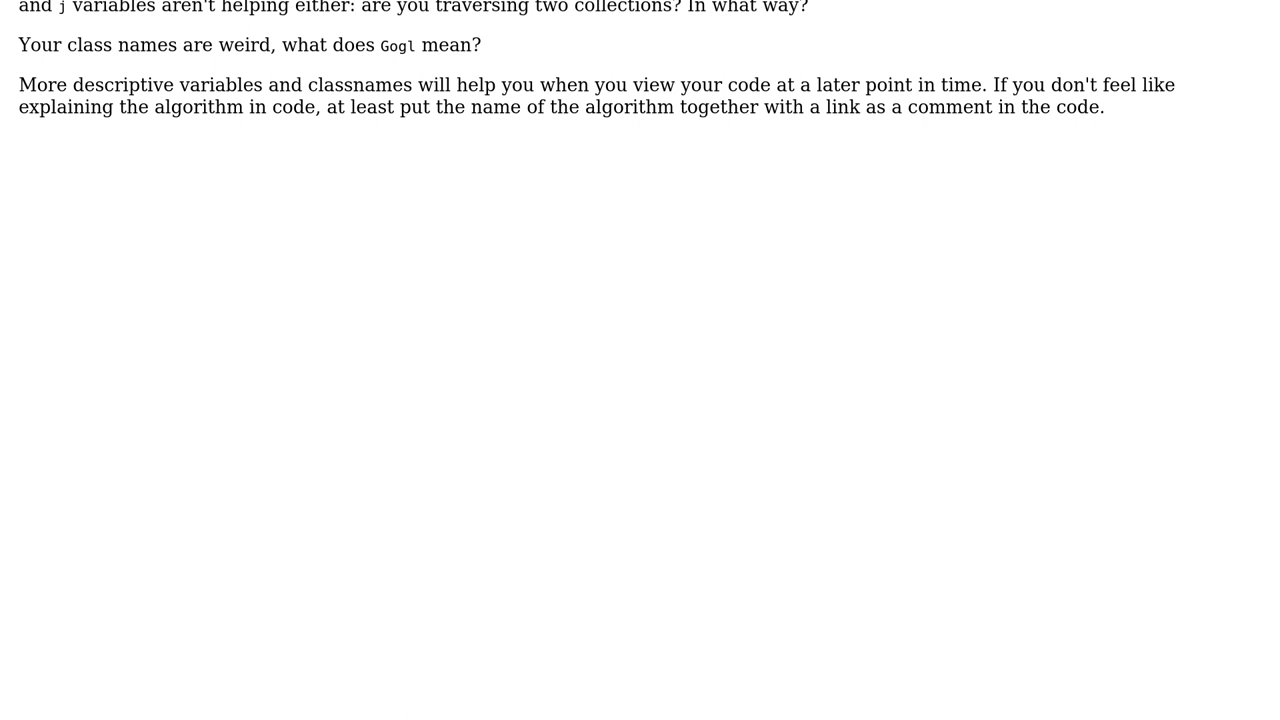 and j variables aren't helping either: are you traversing two collections? In what way?
Your class names are weird, what does Gogl mean?
More descriptive variables and classnames will help you when you view your code at a later point in time. If you don't feel like
explaining the algorithm in code, at least put the name of the algorithm together with a link as a comment in the code.